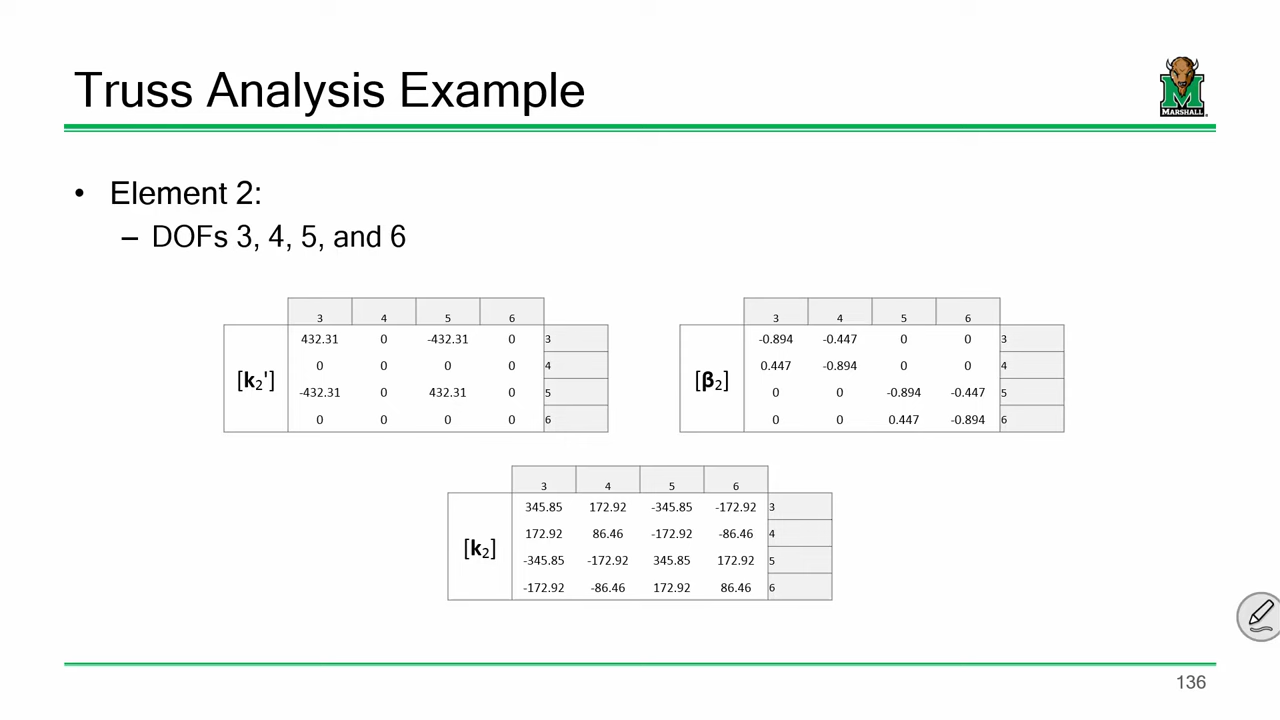 Truss Analysis Example
MARSHALL
• Element 2:
– DOFs 3, 4, 5, and 6
3 4 5 6
[k2'] 432.31 0 -432.31 0 3
0 0 0 0 4
-432.31 0 432.31 0 5
0 0 0 0 6
3 4 5 6
[β2] -0.894 -0.447 0 0 3
0.447 -0.894 0 0 4
0 0 -0.894 -0.447 5
0 0 0.447 -0.894 6
3 4 5 6
[k2] 345.85 172.92 -345.85 -172.92 3
172.92 86.46 -172.92 -86.46 4
-345.85 -172.92 345.85 172.92 5
-172.92 -86.46 172.92 86.46 6
136